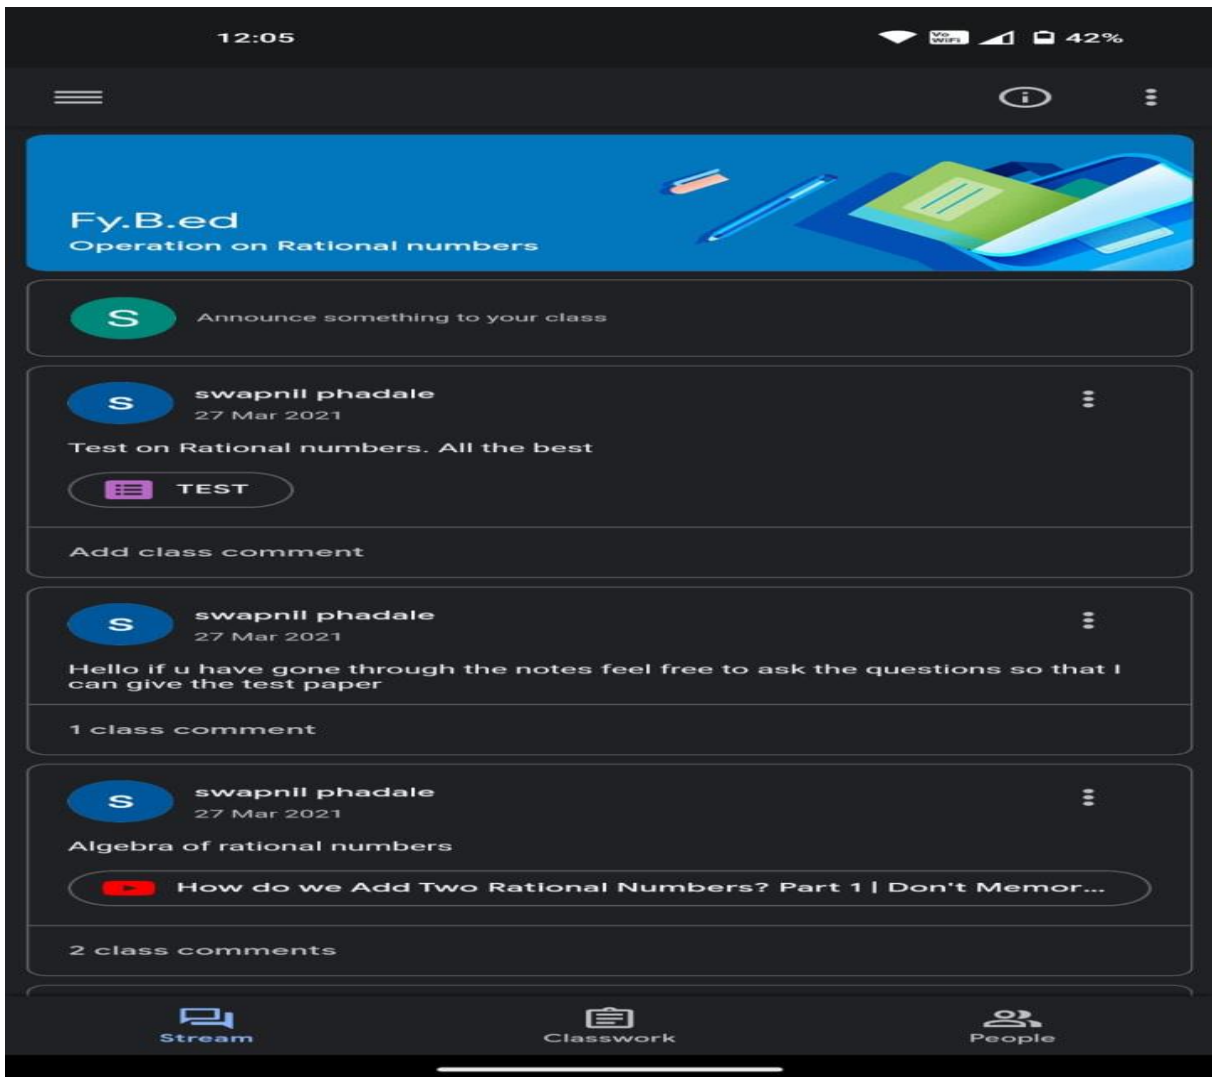 12:05
Vo WiFi 42%
Fy.B.ed
Operation on Rational numbers
S Announce something to your class
s swapnil phadale
27 Mar 2021
Test on Rational numbers. All the best
TEST
Add class comment
s swapnil phadale
27 Mar 2021
Hello if u have gone through the notes feel free to ask the questions so that I
can give the test paper
1 class comment
s swapnil phadale
27 Mar 2021
Algebra of rational numbers
How do we Add Two Rational Numbers? Part 1 | Don't Memor...
2 class comments
Stream Classwork People